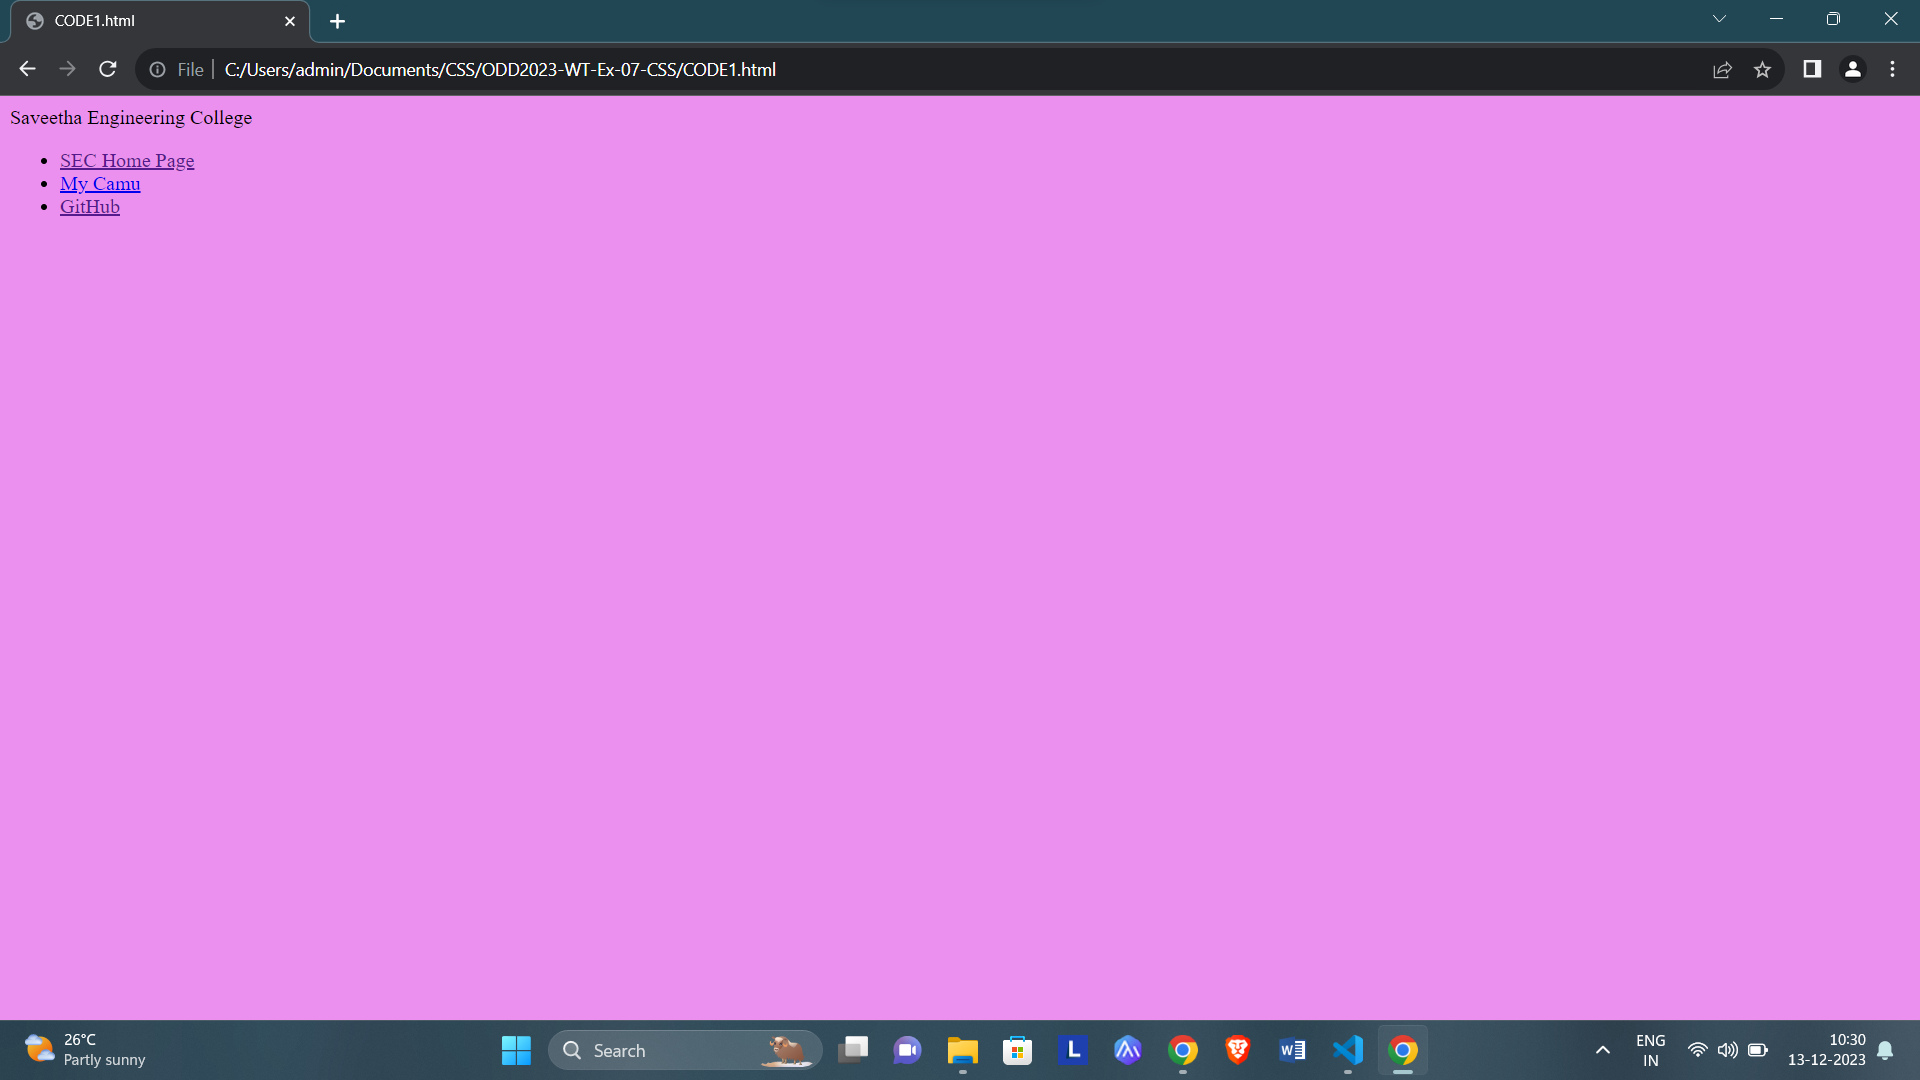 CODE1.html
File
C:/Users/admin/Documents/CSS/ODD2023-WT-Ex-07-CSS/CODE1.html
Saveetha Engineering College
SEC Home Page
My Camu
GitHub
26°C
Partly sunny
Search
L
W
ENG
IN
10:30
13-12-2023